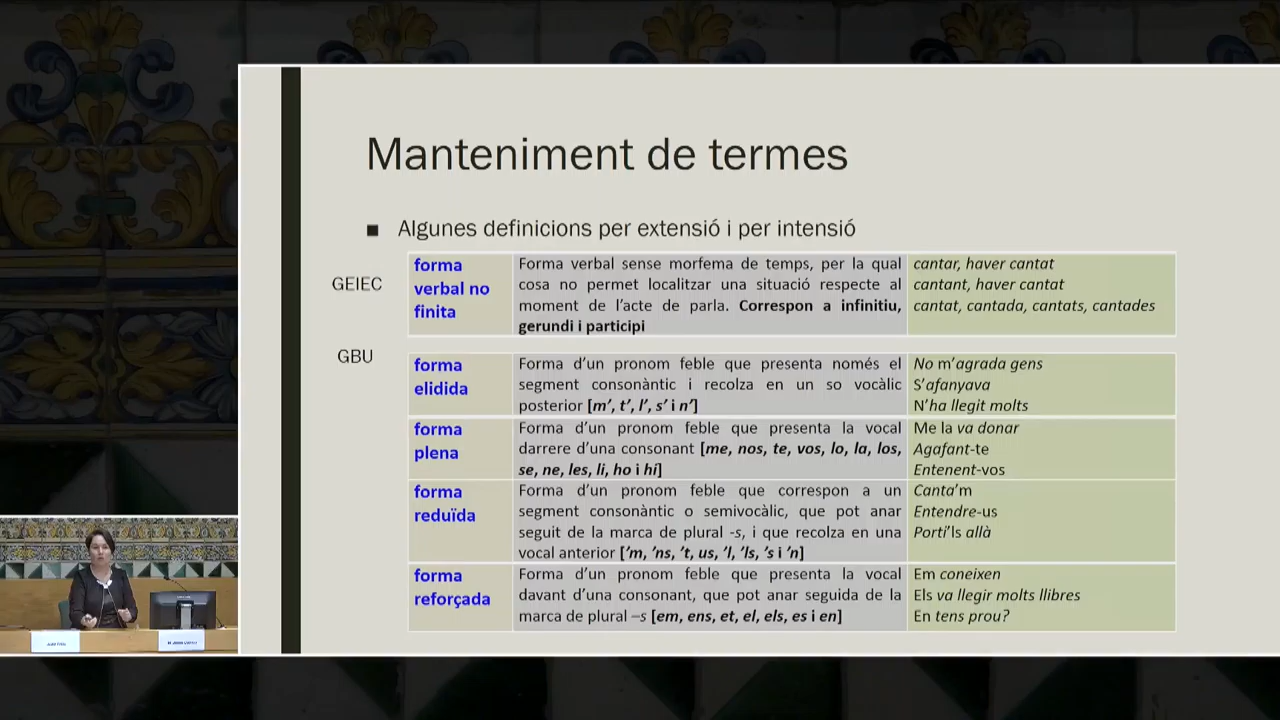 Manteniment de termes
■ Algunes definicions per extensió i per intensió
GEIEC
forma
verbal no
finita
Forma verbal sense morfema de temps, per la qual
cosa no permet localitzar una situació respecte al
moment de l'acte de parla. Correspon a infinitiu,
gerundi i participi
cantar, haver cantat
cantant, haver cantat
cantat, cantada, cantats, cantades
GBU
forma
elidida
Forma d'un pronom feble que presenta només el
segment consonàntic i recolza en un so vocàlic
posterior [m', t', l', s' i n']
No m'agrada gens
S'afanyava
N'ha llegit molts
forma
plena
Forma d'un pronom feble que presenta la vocal
darrere d'una consonant [me, nos, te, vos, lo, la, los,
se, ne, les, li, ho i hi]
Me la va donar
Agafant-te
Entenent-vos
forma
reduïda
Forma d'un pronom feble que correspon a un
segment consonàntic o semivocàlic, que pot anar
seguit de la marca de plural -s, i que recolza en una
vocal anterior ['m, 'ns, 't, us, 'l, 'ls, 's i 'n]
Canta'm
Entendre-us
Porti'ls allà
forma
reforçada
Forma d'un pronom feble que presenta la vocal
davant d'una consonant, que pot anar seguida de la
marca de plural –s [em, ens, et, el, els, es i en]
Em coneixen
Els va llegir molts llibres
En tens prou?